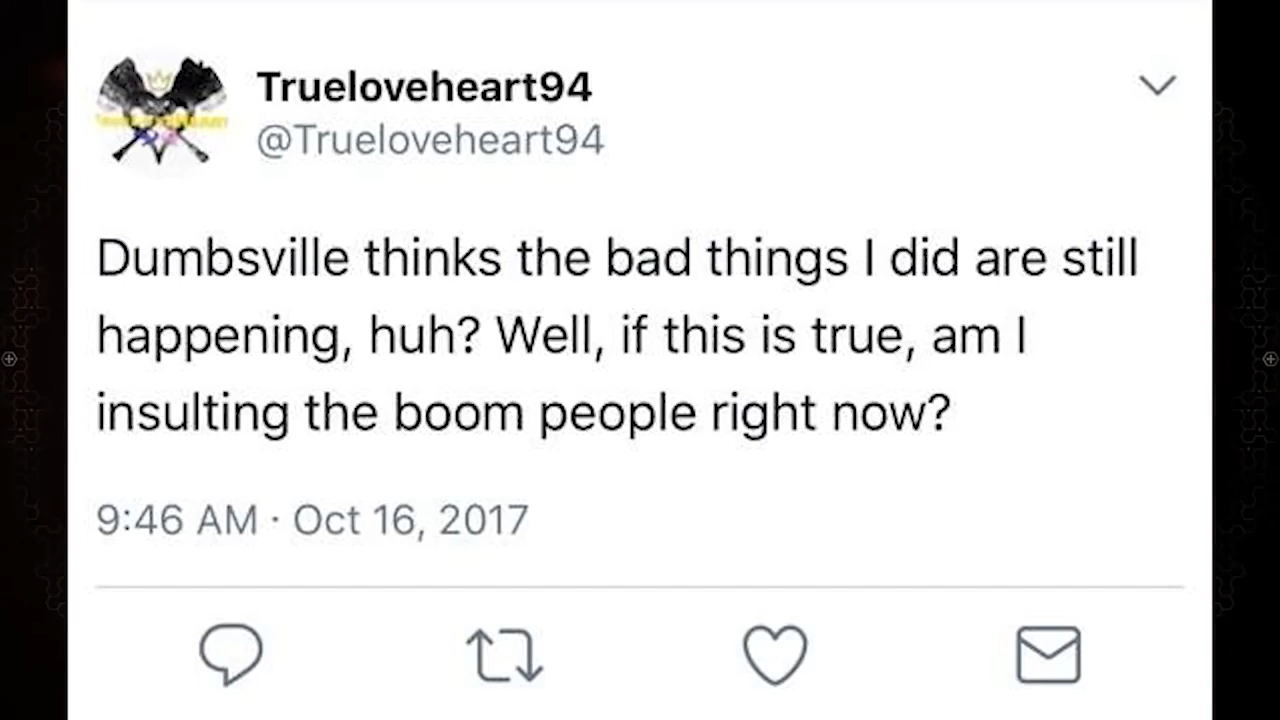 Trueloveheart94
@Trueloveheart94
Dumbsville thinks the bad things I did are still
happening, huh? Well, if this is true, am I
insulting the boom people right now?
9:46 AM · Oct 16, 2017